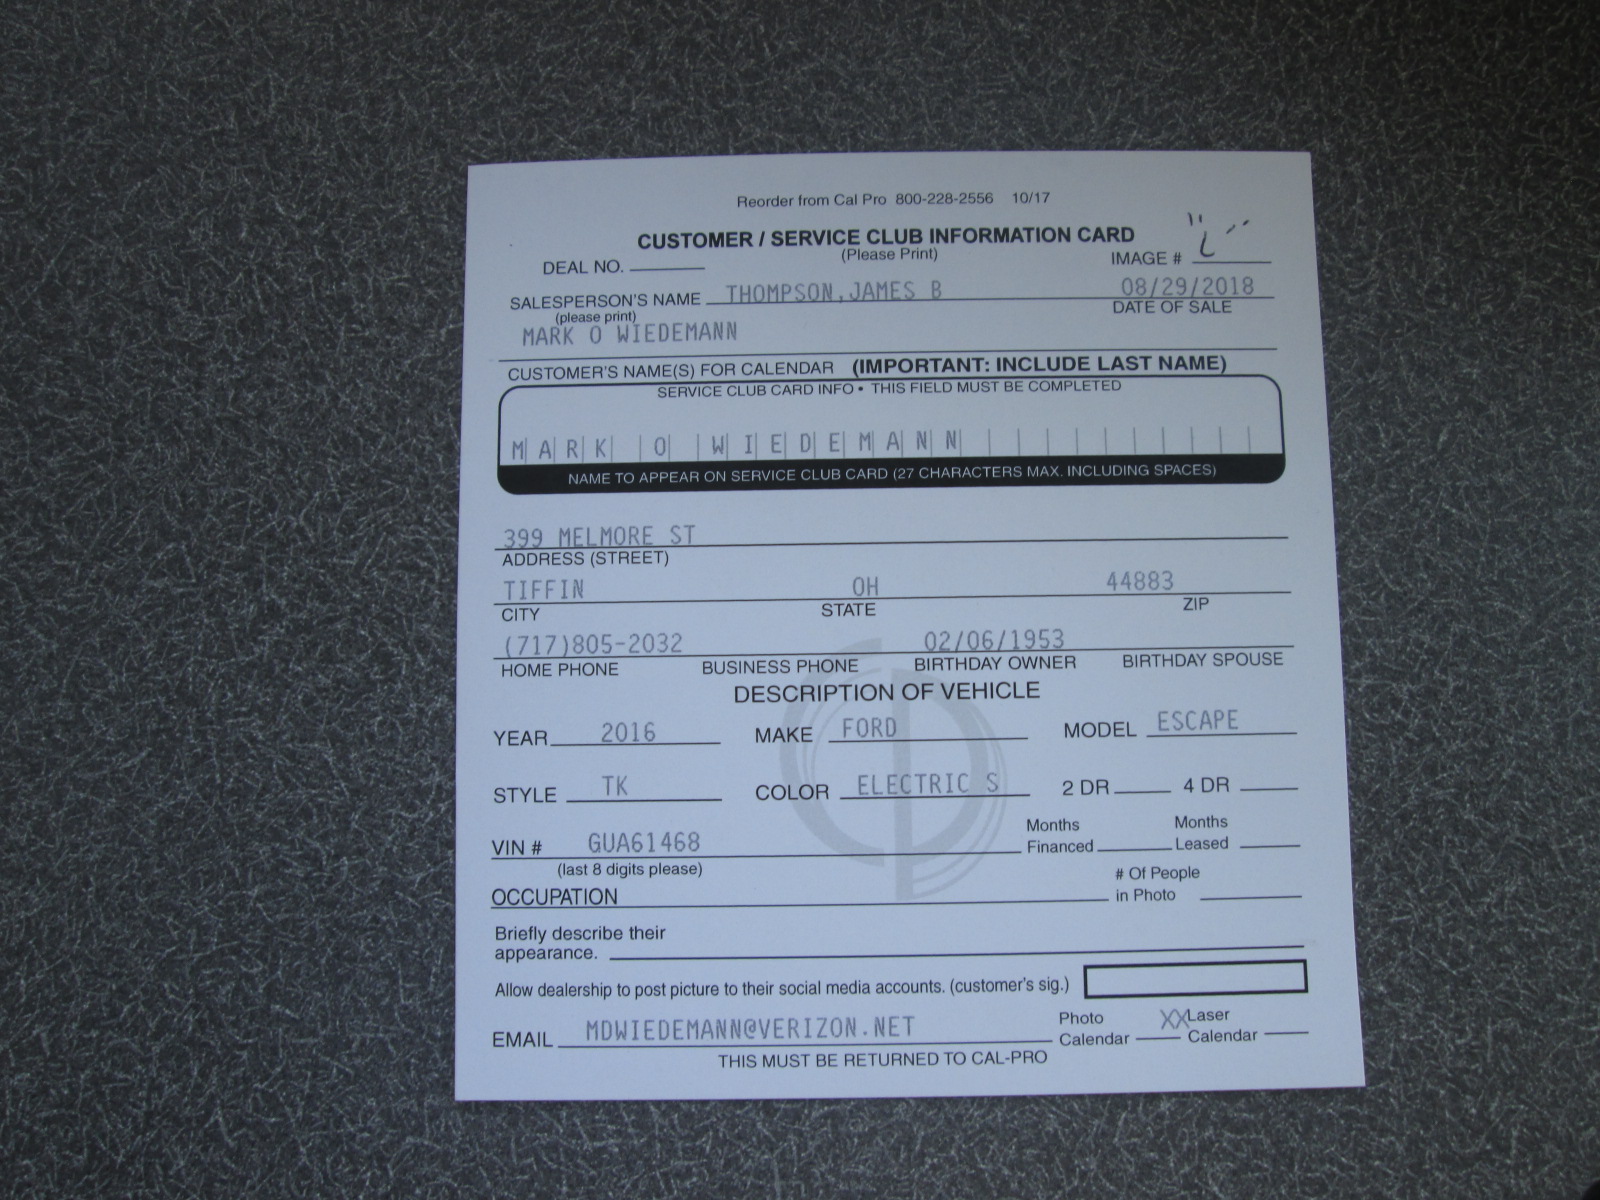 Reorder from Cal Pro 800-228-2556 10/17
CUSTOMER / SERVICE CLUB INFORMATION CARD
(Please Print)
DEAL NO. IMAGE #
SALESPERSON'S NAME THOMPSON,JAMES B 08/29/2018
(please print) DATE OF SALE
MARK O WIEDEMANN
CUSTOMER'S NAME(S) FOR CALENDAR (IMPORTANT: INCLUDE LAST NAME)
SERVICE CLUB CARD INFO • THIS FIELD MUST BE COMPLETED
MARK O WIEDEMANN
NAME TO APPEAR ON SERVICE CLUB CARD (27 CHARACTERS MAX. INCLUDING SPACES)
399 MELMORE ST
ADDRESS (STREET)
TIFFIN OH 44883
CITY STATE ZIP
(717)805-2032 02/06/1953
HOME PHONE BUSINESS PHONE BIRTHDAY OWNER BIRTHDAY SPOUSE
DESCRIPTION OF VEHICLE
YEAR 2016 MAKE FORD MODEL ESCAPE
STYLE TK COLOR ELECTRIC S 2 DR 4 DR
VIN # GUA61468 Months Financed Months Leased
(last 8 digits please)
OCCUPATION # Of People in Photo
Briefly describe their
appearance.
Allow dealership to post picture to their social media accounts. (customer's sig.)
EMAIL MDWIEDEMANN@VERIZON.NET Photo Calendar XX Laser Calendar
THIS MUST BE RETURNED TO CAL-PRO